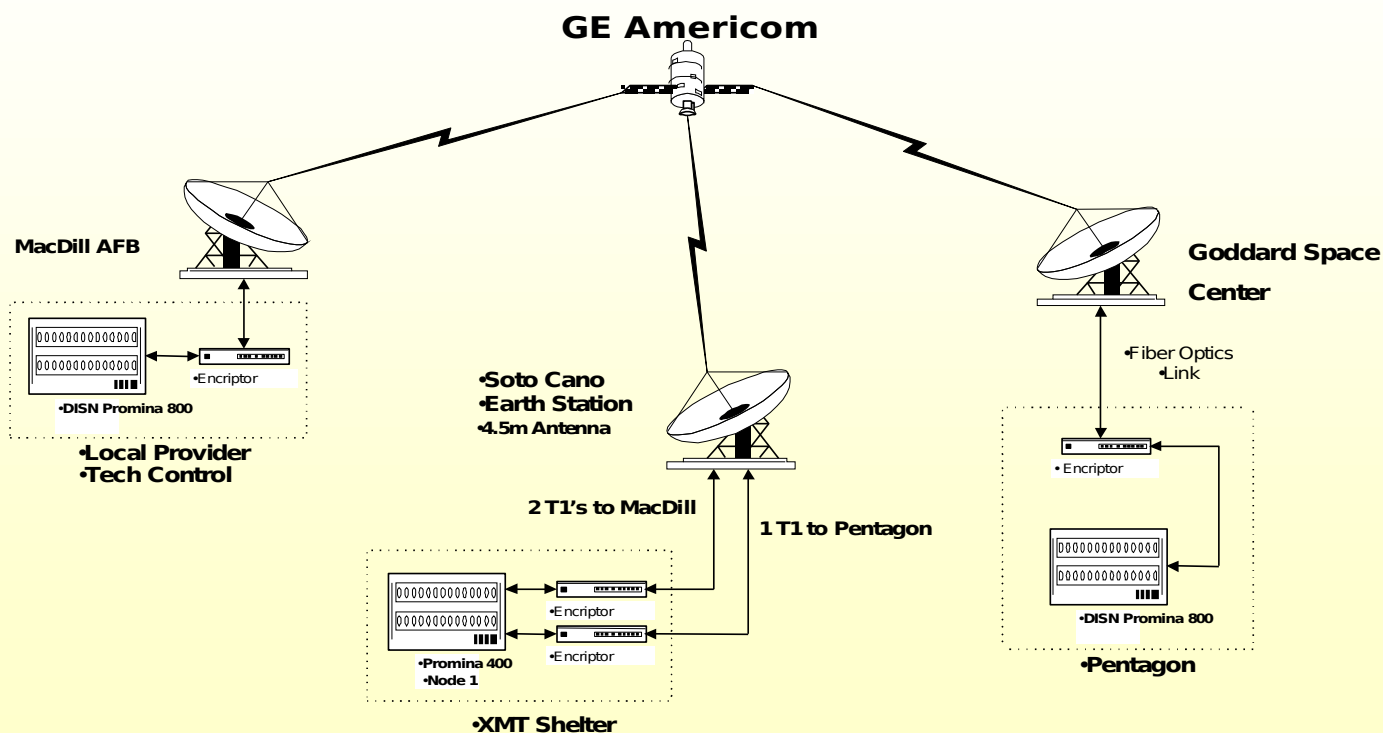 GE Americom
MacDill AFB
•Encriptor
•DISN Promina 800
•Local Provider
•Tech Control
•Soto Cano
•Earth Station
•4.5m Antenna
2 T1's to MacDill
1 T1 to Pentagon
•Encriptor
•Encriptor
•Promina 400
•Node 1
•XMT Shelter
Goddard Space
Center
•Fiber Optics
•Link
• Encriptor
•DISN Promina 800
•Pentagon